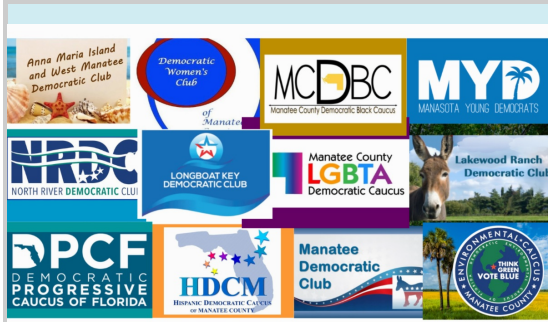 Anna Maria Island
and West Manatee
Democratic Club
Democratic
Women's
Club
of
Manatee
MCDBC
Manatee County Democratic Black Caucus
MYD
MANASOTA YOUNG DEMOCRATS
NRDC
NORTH RIVER DEMOCRATIC CLU
LONGBOAT KEY
DEMOCRATIC CLUB
Manatee County
LGBTA
Democratic Caucus
Lakewood Ranch
Democratic Club
DPCF
DEMOCRATIC
PROGRESSIVE
CAUCUS OF FLORIDA
HDCM
HISPANIC DEMOCRATIC CAUCUS
OF MANATEE COUNTY
Manatee
Democratic
Club
ENVIRONMENTAL CAUCUS
THINK
GREEN
VOTE BLUE
MANATEE COUNTY